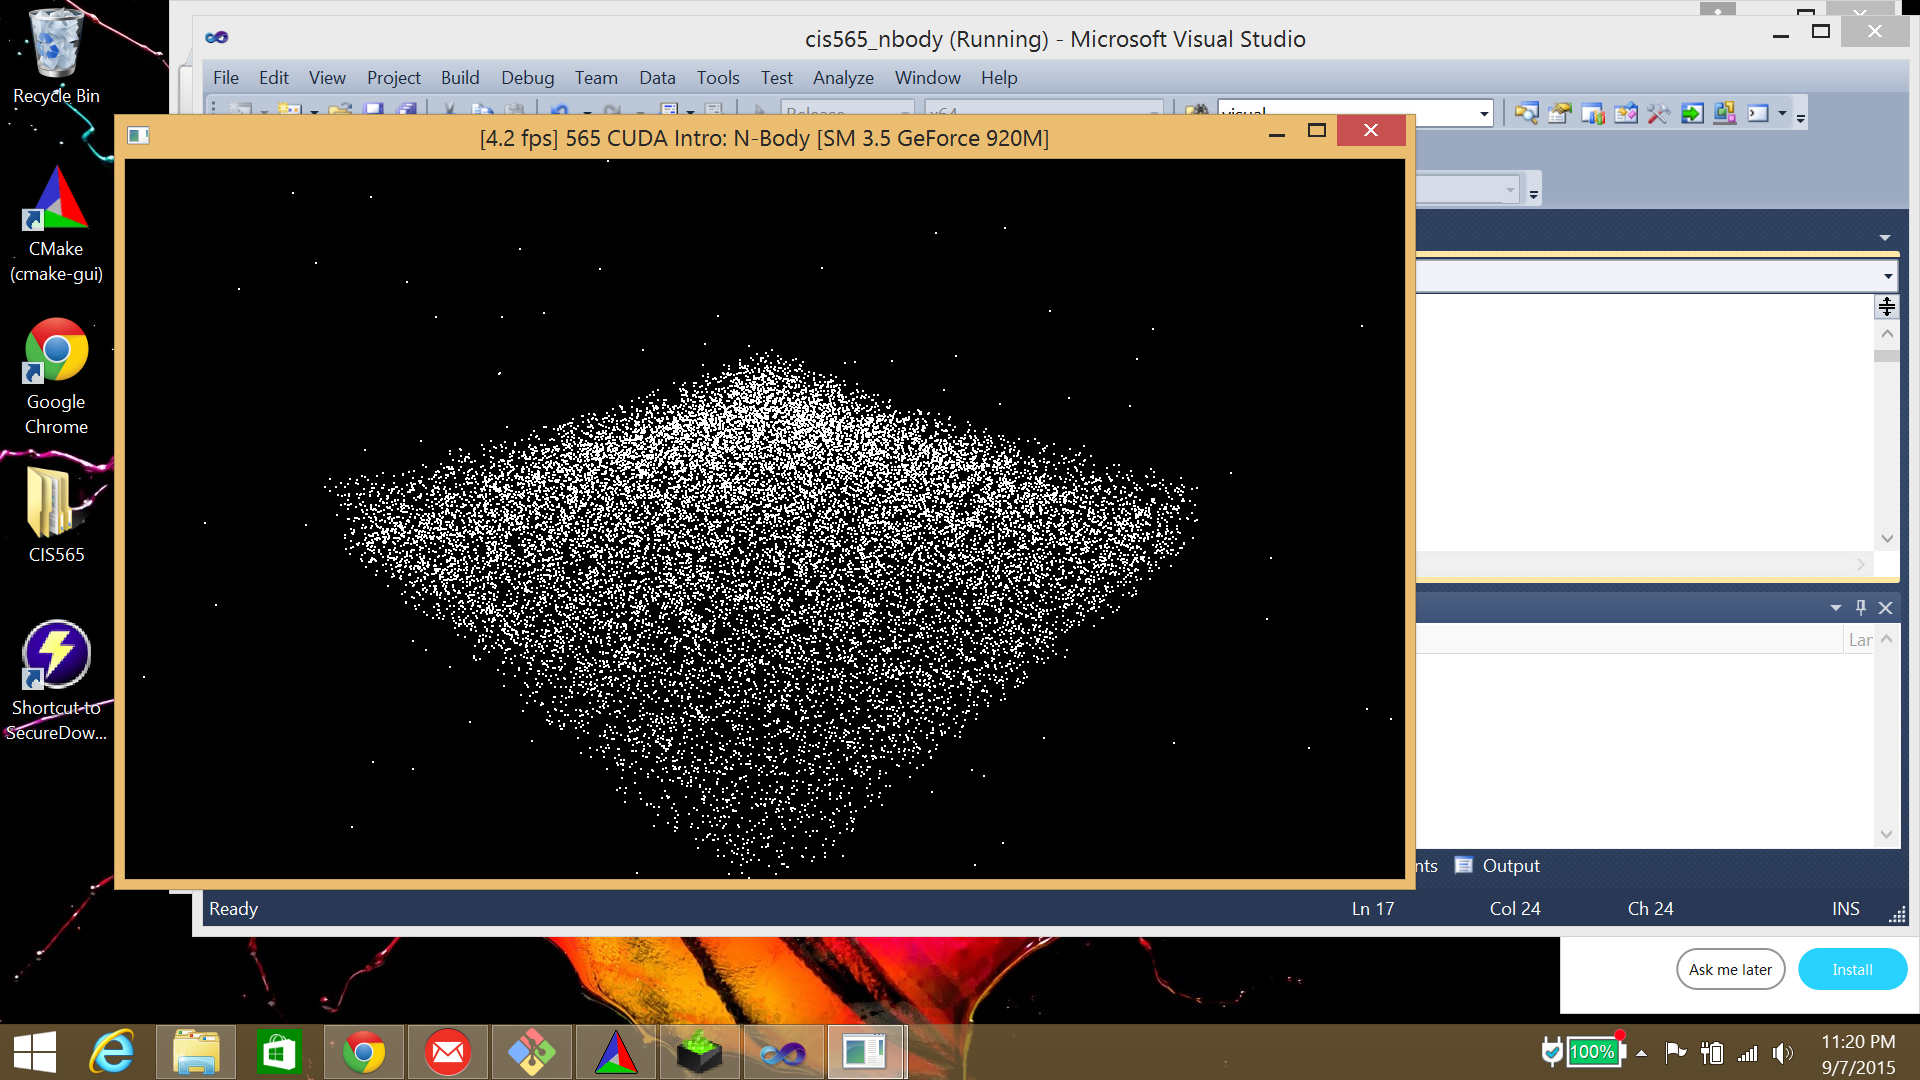 Recycle Bin
CMake
(cmake-gui)
Google
Chrome
CIS565
Shortcut to
SecureDow...
cis565_nbody (Running) - Microsoft Visual Studio
File Edit View Project Build Debug Team Data Tools Test Analyze Window Help
Release x64 visual
[4.2 fps] 565 CUDA Intro: N-Body [SM 3.5 GeForce 920M]
Lar
nts Output
Ready Ln 17 Col 24 Ch 24 INS
Ask me later Install
100%
11:20 PM
9/7/2015